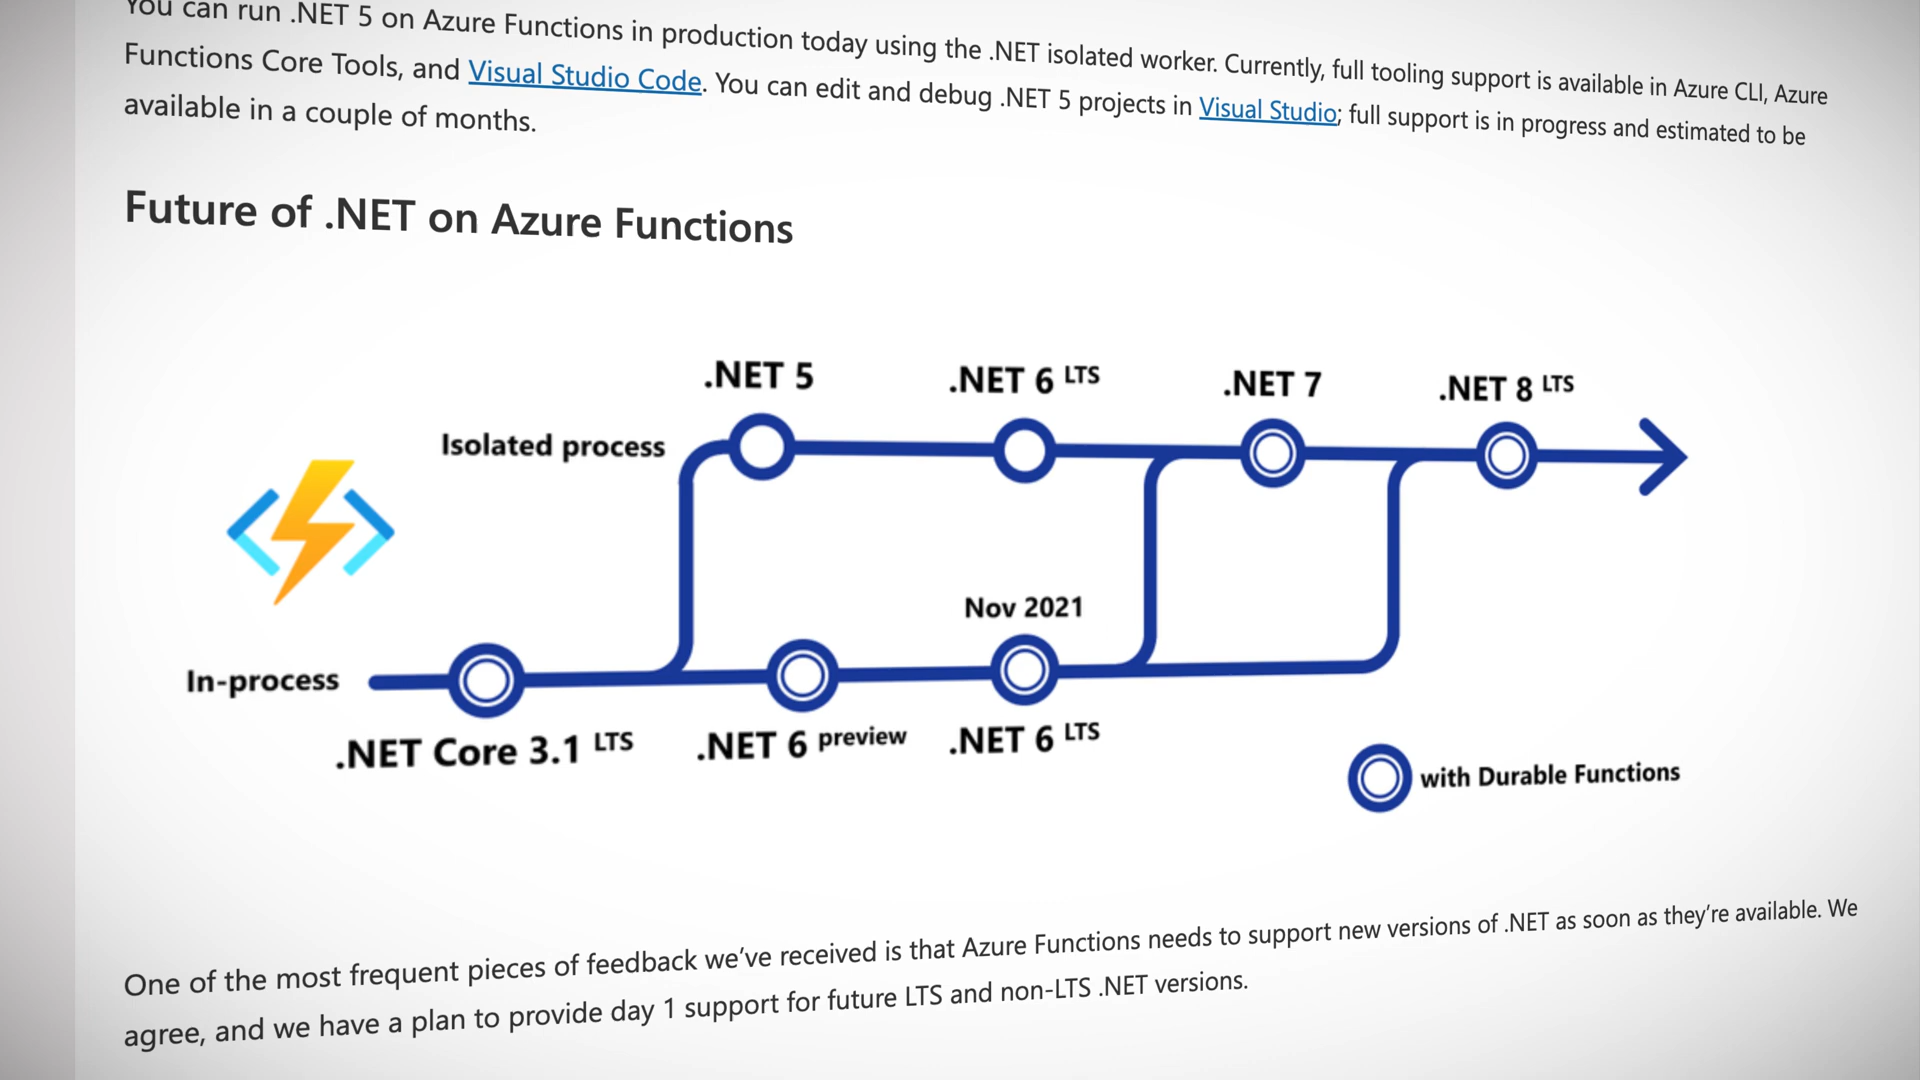 You can run .NET 5 on Azure Functions in production today using the .NET isolated worker. Currently, full tooling support is available in Azure CLI, Azure
Functions Core Tools, and Visual Studio Code. You can edit and debug .NET 5 projects in Visual Studio; full support is in progress and estimated to be
available in a couple of months.
Future of .NET on Azure Functions
.NET 5
.NET 6 LTS
.NET 7
.NET 8 LTS
Isolated process
Nov 2021
In-process
.NET Core 3.1 LTS
.NET 6 preview
.NET 6 LTS
with Durable Functions
One of the most frequent pieces of feedback we’ve received is that Azure Functions needs to support new versions of .NET as soon as they’re available. We
agree, and we have a plan to provide day 1 support for future LTS and non-LTS .NET versions.